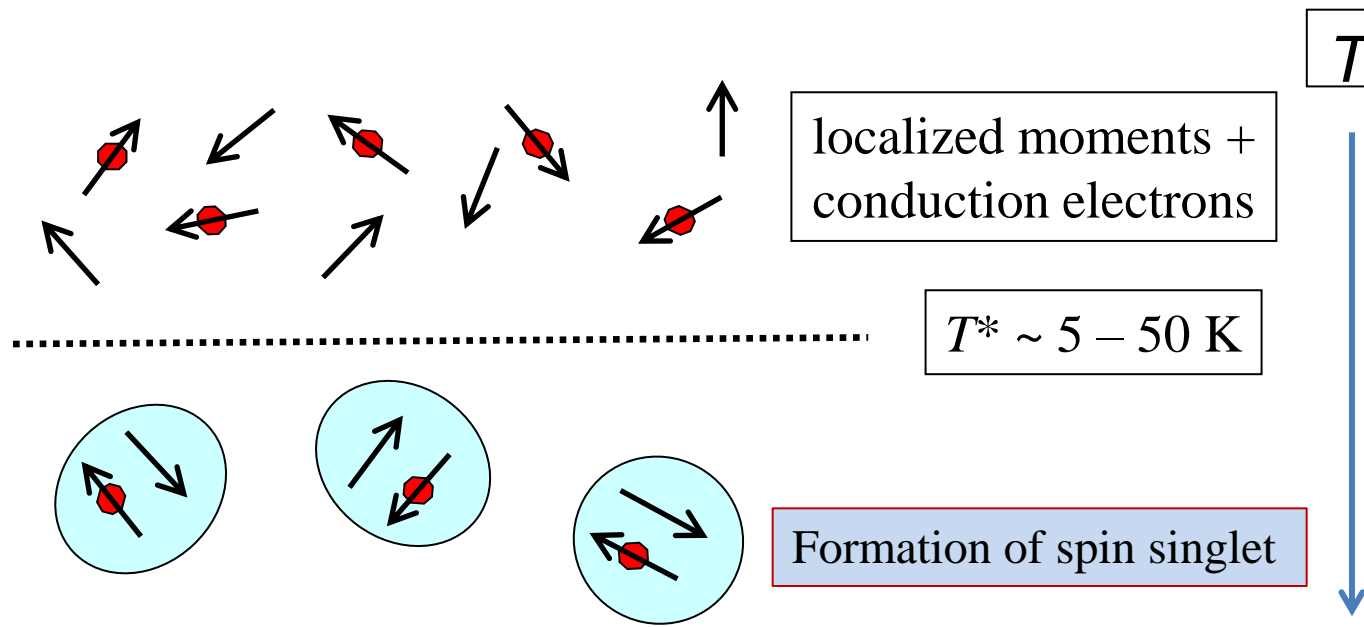 T
localized moments +
conduction electrons
T* ~ 5 – 50 K
Formation of spin singlet